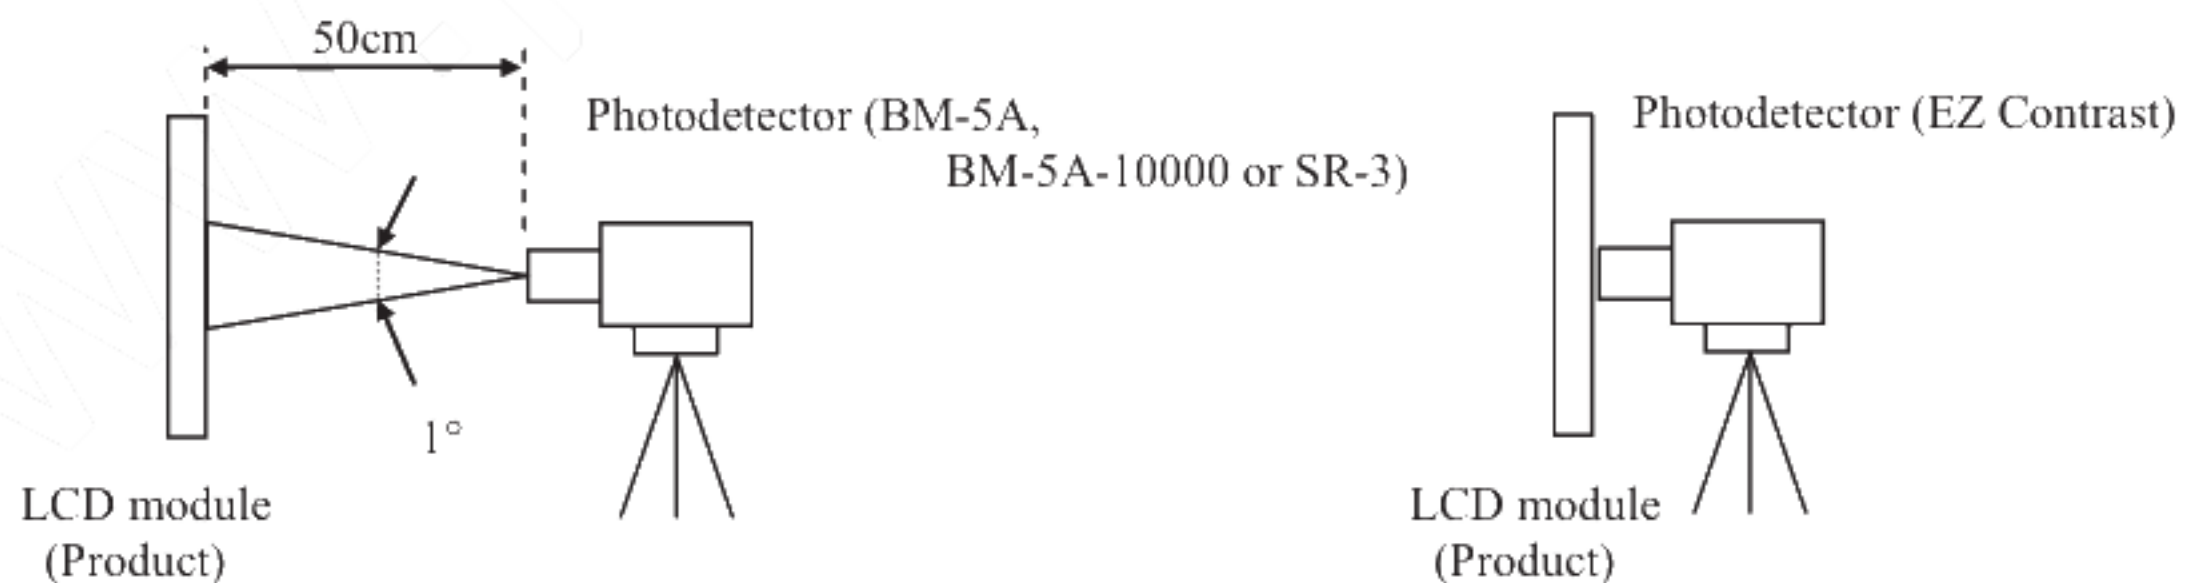 50cm
Photodetector (BM-5A,
BM-5A-10000 or SR-3)
1°
LCD module
(Product)
Photodetector (EZ Contrast)
LCD module
(Product)